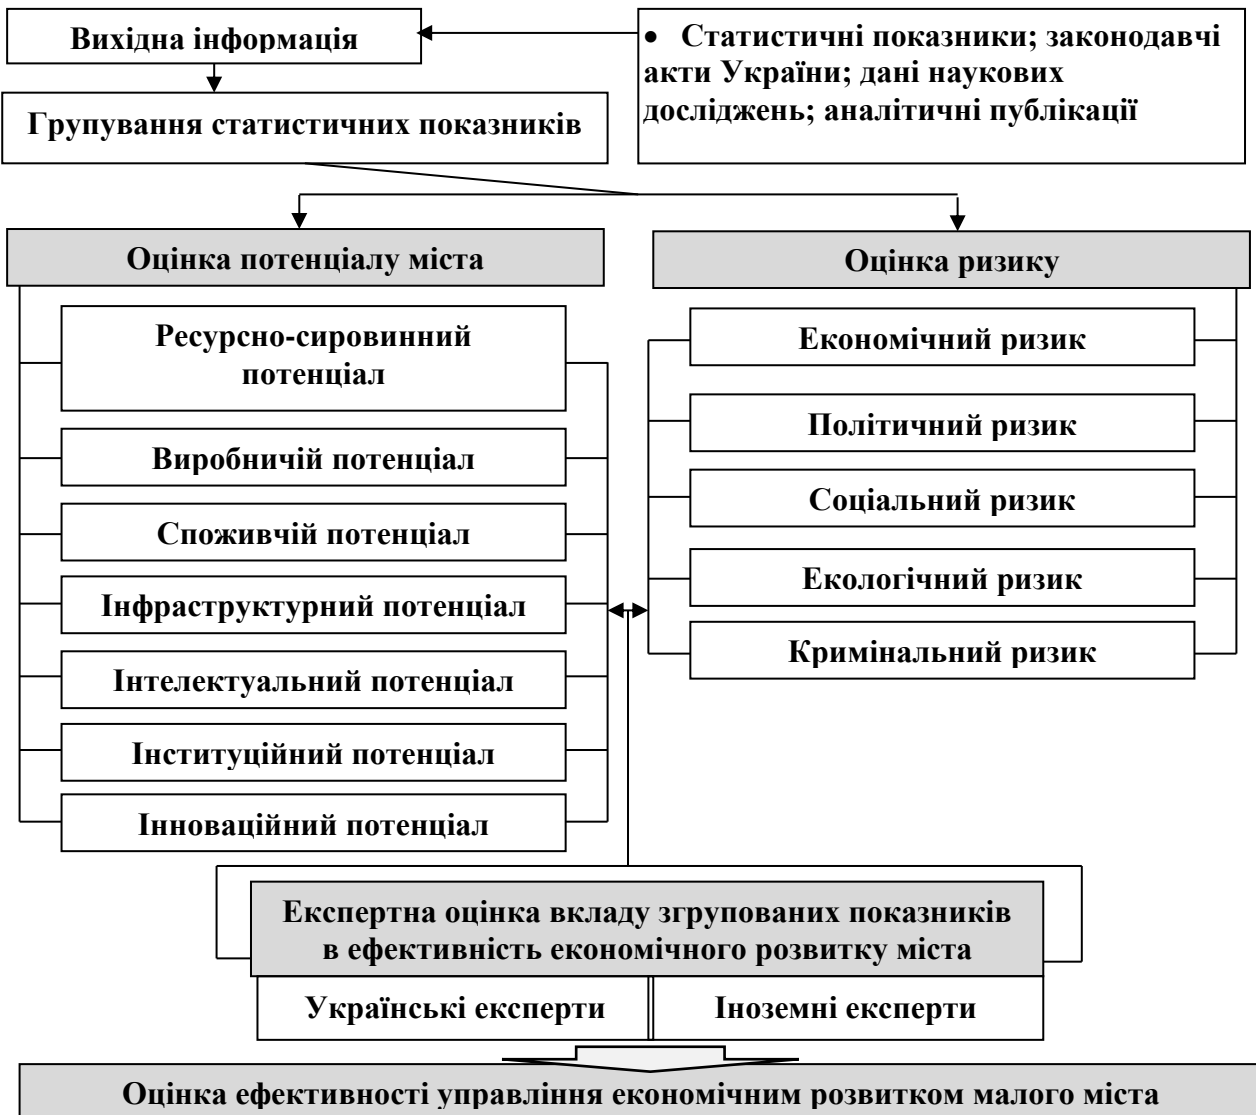 Вихідна інформація
• Статистичні показники; законодавчі
акти України; дані наукових
досліджень; аналітичні публікації
Групування статистичних показників
Оцінка потенціалу міста
Ресурсно-сировинний
потенціал
Виробничій потенціал
Споживчій потенціал
Інфраструктурний потенціал
Інтелектуальний потенціал
Інституційний потенціал
Інноваційний потенціал
Оцінка ризику
Економічний ризик
Політичний ризик
Соціальний ризик
Екологічний ризик
Кримінальний ризик
Експертна оцінка вкладу згрупованих показників
в ефективність економічного розвитку міста
Українські експерти
Іноземні експерти
Оцінка ефективності управління економічним розвитком малого міста